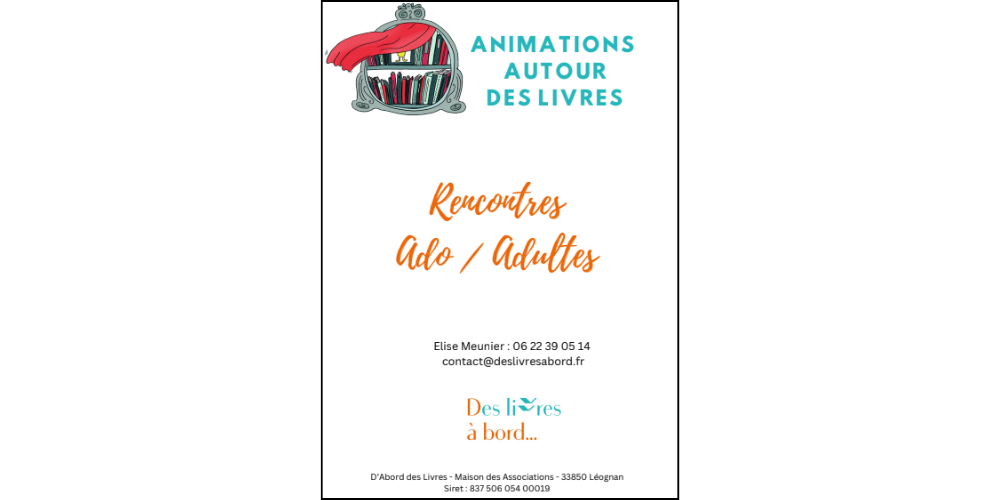 ANIMATIONS
AUTOUR
DES LIVRES
Rencontres
Ado / Adultes
Elise Meunier : 06 22 39 05 14
contact@deslivresabord.fr
Des livres
à bord...
D'Abord des Livres - Maison des Associations - 33850 Léognan
Siret : 837 506 054 00019